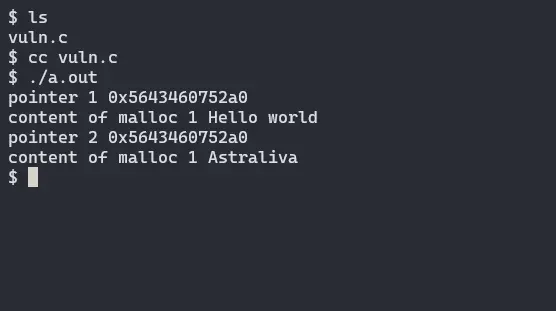 $ ls
vuln.c
$ cc vuln.c
$ ./a.out
pointer 1 0x5643460752a0
content of malloc 1 Hello world
pointer 2 0x5643460752a0
content of malloc 1 Astraliva
$